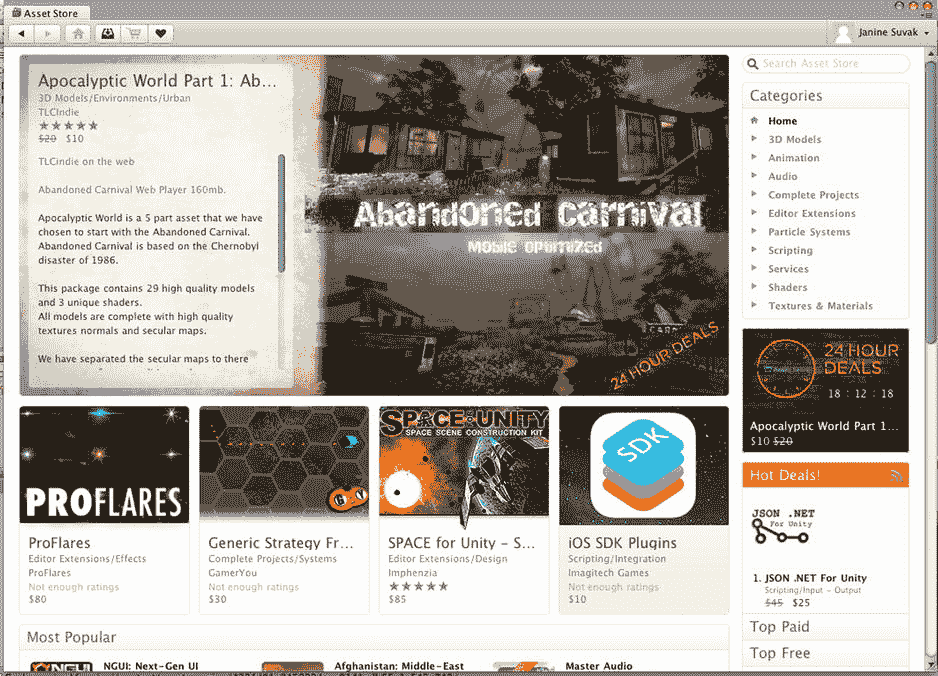 Asset Store
Janine Suvak
Apocalyptic World Part 1: Ab...
3D Models/Environments/Urban
TLCIndie
$20 $10
TLCindie on the web
Abandoned Carnival Web Player 160mb.
Apocalyptic World is a 5 part asset that we have
chosen to start with the Abandoned Carnival.
Abandoned Carnival is based on the Chernobyl
disaster of 1986.
This package contains 29 high quality models
and 3 unique shaders.
All models are complete with high quality
textures normals and secular maps.
We have separated the secular maps to there
Abandoned Carnival
Mobile Optimized
24 HOUR DEALS
Search Asset Store
Categories
Home
3D Models
Animation
Audio
Complete Projects
Editor Extensions
Particle Systems
Scripting
Services
Shaders
Textures & Materials
24 HOUR
DEALS
18 : 12 : 18
Apocalyptic World Part 1...
$10 $20
Hot Deals!
JSON .NET
For Unity
1. JSON .NET For Unity
Scripting/Input - Output
$45 $25
Top Paid
Top Free
PROFLARES
ProFlares
Editor Extensions/Effects
ProFlares
Not enough ratings
$80
G Y
Generic Strategy Fr...
Complete Projects/Systems
GamerYou
Not enough ratings
$30
SPACE for UNITY
SPACE SCENE CONSTRUCTION KIT
SPACE for Unity - S...
Editor Extensions/Design
Imphenzia
$85
SDK
iOS SDK Plugins
Scripting/Integration
Imagitech Games
Not enough ratings
$10
Most Popular
NGUI
NGUI: Next-Gen UI
Afghanistan: Middle-East
Master Audio